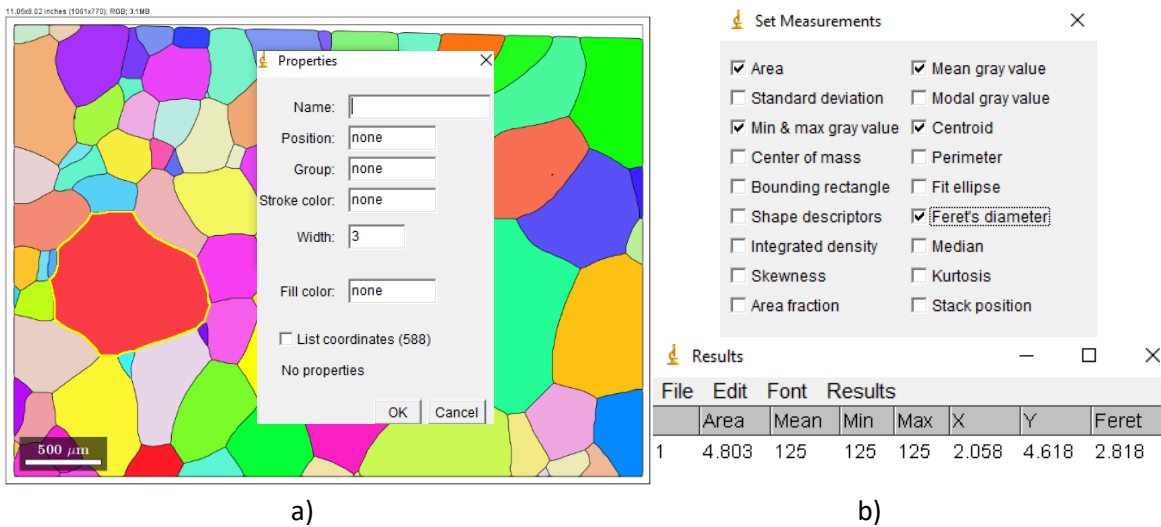 11.05x8.02 inches (1061x770); RGB; 3.1MB
Properties
Name:
Position: none
Group: none
Stroke color: none
Width: 3
Fill color: none
List coordinates (588)
No properties
OK Cancel
500 μm
a)
Set Measurements
Area Mean gray value
Standard deviation Modal gray value
Min & max gray value Centroid
Center of mass Perimeter
Bounding rectangle Fit ellipse
Shape descriptors Feret's diameter
Integrated density Median
Skewness Kurtosis
Area fraction Stack position
Results
File Edit Font Results
Area Mean Min Max X Y Feret
1 4.803 125 125 125 2.058 4.618 2.818
b)